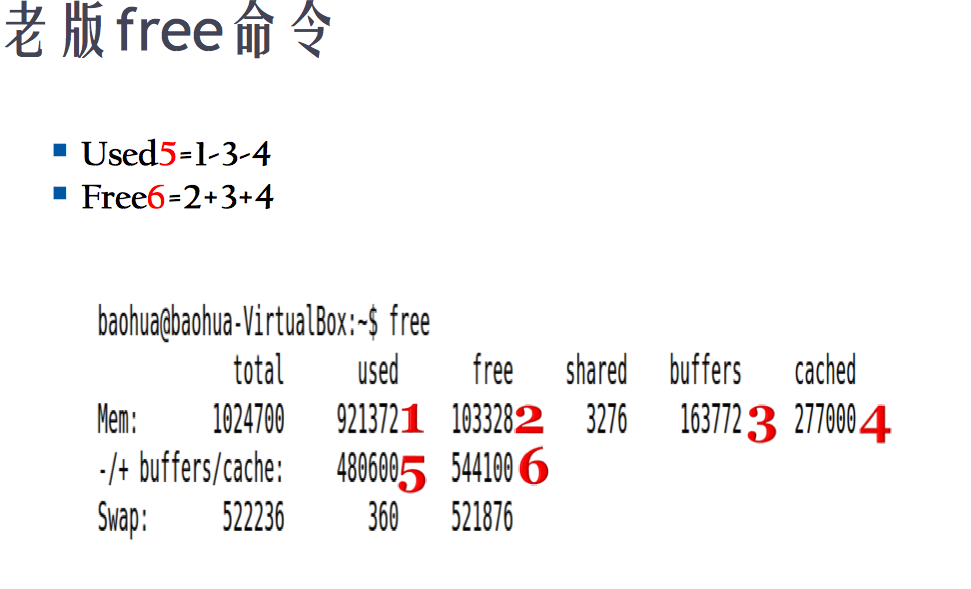 老版free命令
Used5=1-3-4
Free6=2+3+4
baohua@baohua-VirtualBox:~$ free
total used free shared buffers cached
Mem: 1024700 921372 1 103328 2 3276 163772 3 277000 4
-/+ buffers/cache: 480600 5 544100 6
Swap: 522236 360 521876